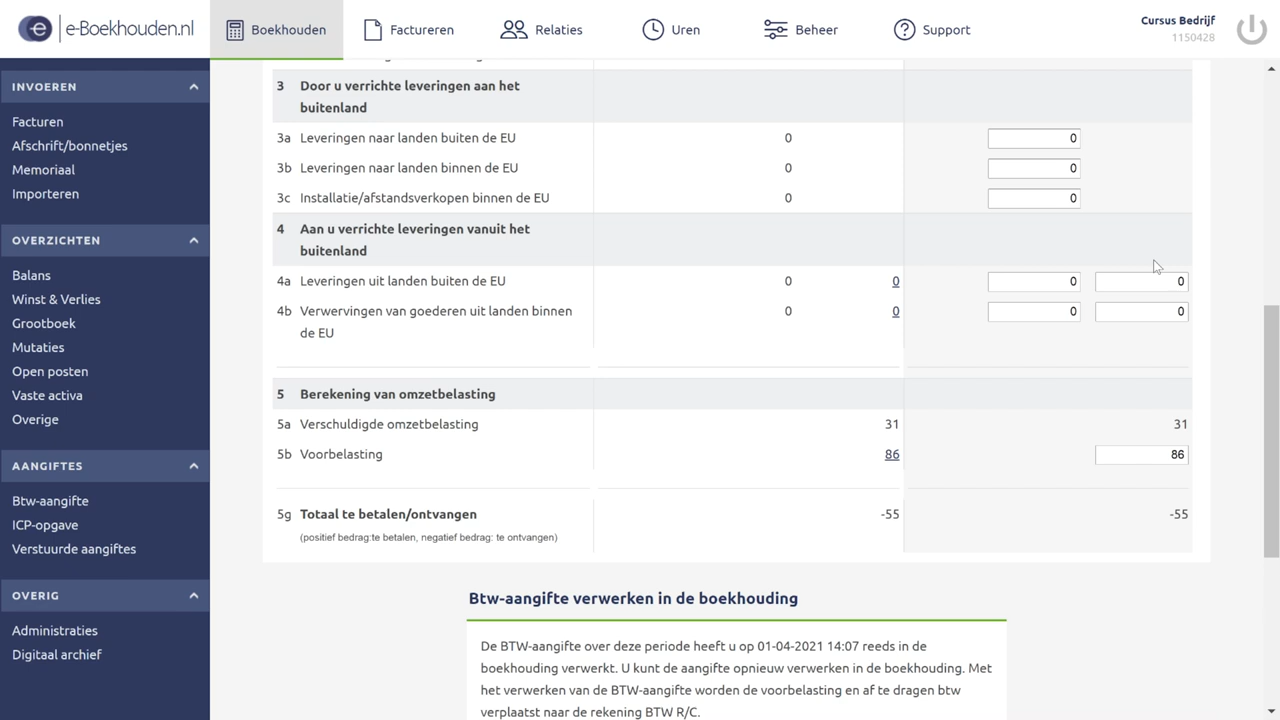 e-Boekhouden.nl
Boekhouden
Factureren
Relaties
Uren
Beheer
Support
Cursus Bedrijf
1150428
INVOEREN
Facturen
Afschrift/bonnetjes
Memoriaal
Importeren
OVERZICHTEN
Balans
Winst & Verlies
Grootboek
Mutaties
Open posten
Vaste activa
Overige
AANGIFTES
Btw-aangifte
ICP-opgave
Verstuurde aangiftes
OVERIG
Administraties
Digitaal archief
3 Door u verrichte leveringen aan het
buitenland
3a Leveringen naar landen buiten de EU 0 0
3b Leveringen naar landen binnen de EU 0 0
3c Installatie/afstandsverkopen binnen de EU 0 0
4 Aan u verrichte leveringen vanuit het
buitenland
4a Leveringen uit landen buiten de EU 0 0 0 0
4b Verwervingen van goederen uit landen binnen 0 0 0 0
de EU
5 Berekening van omzetbelasting
5a Verschuldigde omzetbelasting 31 31
5b Voorbelasting 86 86
5g Totaal te betalen/ontvangen -55 -55
(positief bedrag:te betalen, negatief bedrag: te ontvangen)
Btw-aangifte verwerken in de boekhouding
De BTW-aangifte over deze periode heeft u op 01-04-2021 14:07 reeds in de
boekhouding verwerkt. U kunt de aangifte opnieuw verwerken in de boekhouding. Met
het verwerken van de BTW-aangifte worden de voorbelasting en af te dragen btw
verplaatst naar de rekening BTW R/C.